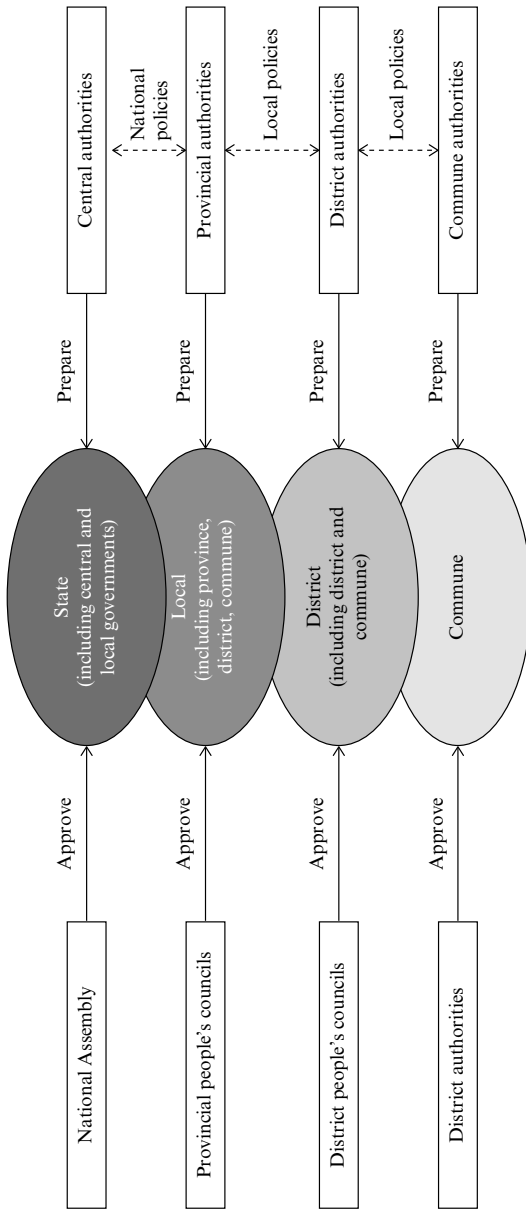 National Assembly
Approve
State
(including central and
local governments)
Prepare
Central authorities
National
policies
Provincial people's councils
Approve
Local
(including province,
district, commune)
Prepare
Provincial authorities
Local policies
District people's councils
Approve
District
(including district and
commune)
Prepare
District authorities
Local policies
District authorities
Approve
Commune
Prepare
Commune authorities